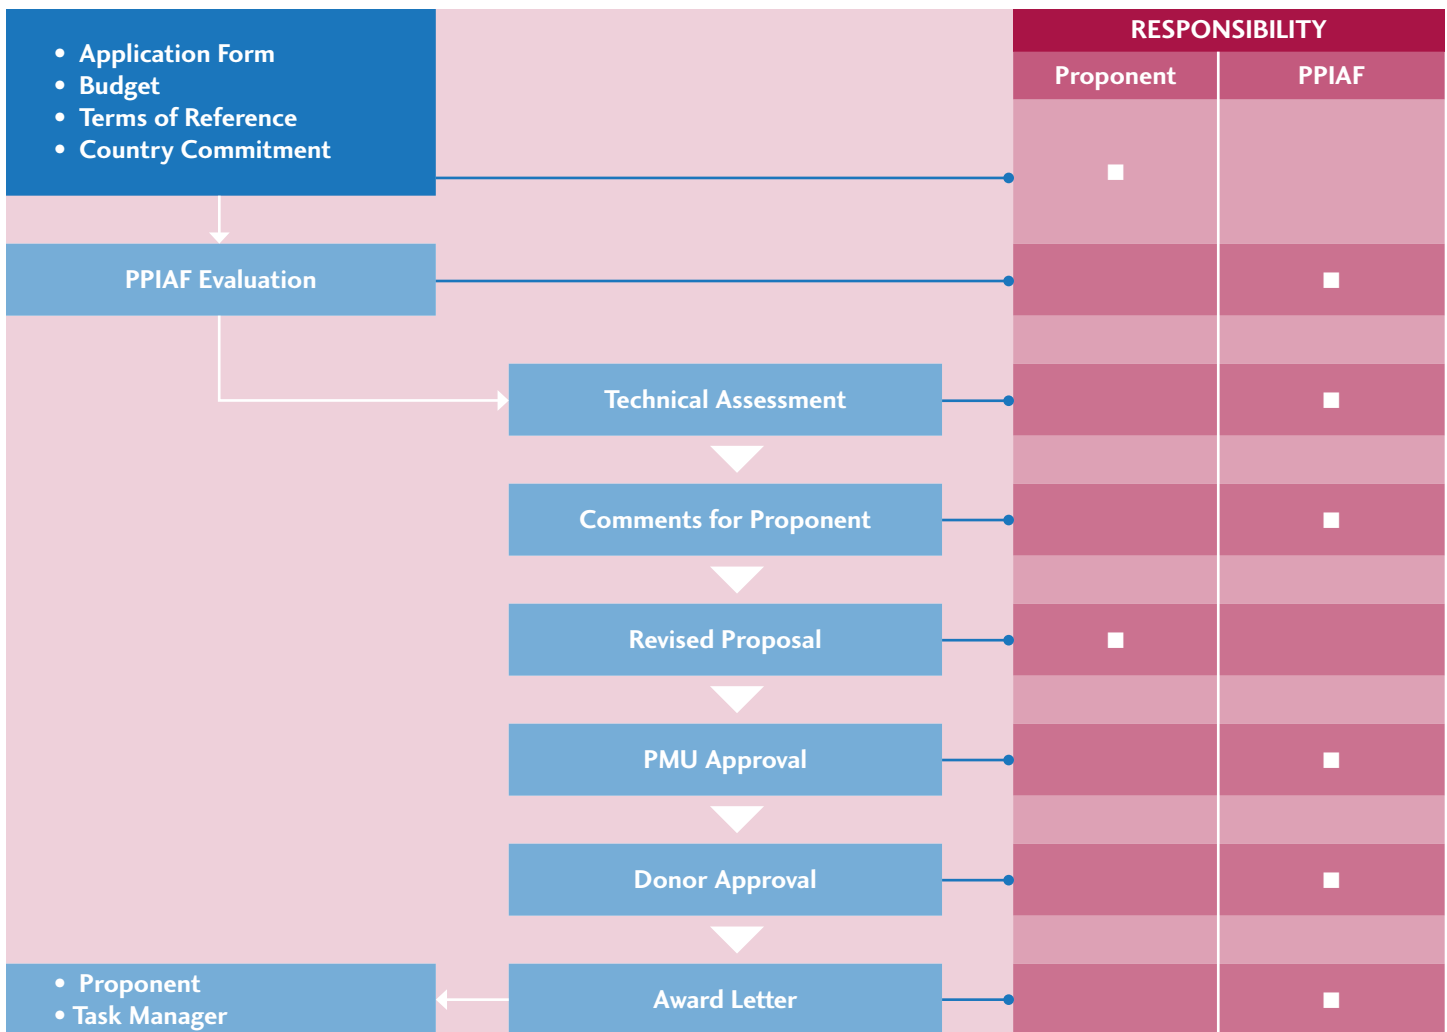 • Application Form
• Budget
• Terms of Reference
• Country Commitment
RESPONSIBILITY
Proponent
PPIAF
PPIAF Evaluation
Technical Assessment
Comments for Proponent
Revised Proposal
PMU Approval
Donor Approval
Award Letter
• Proponent
• Task Manager